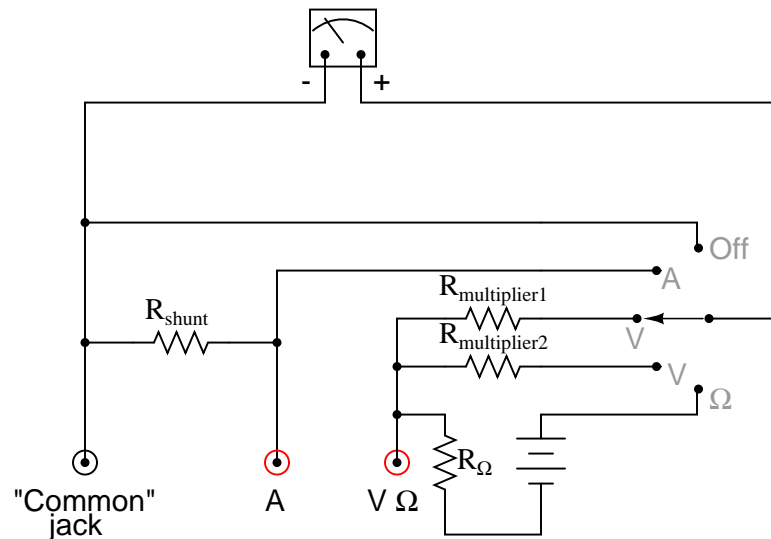 - +
Off
A
Rmultiplier1
Rshunt
V
Rmultiplier2
V
Ω
RΩ
"Common"
jack
A
V Ω